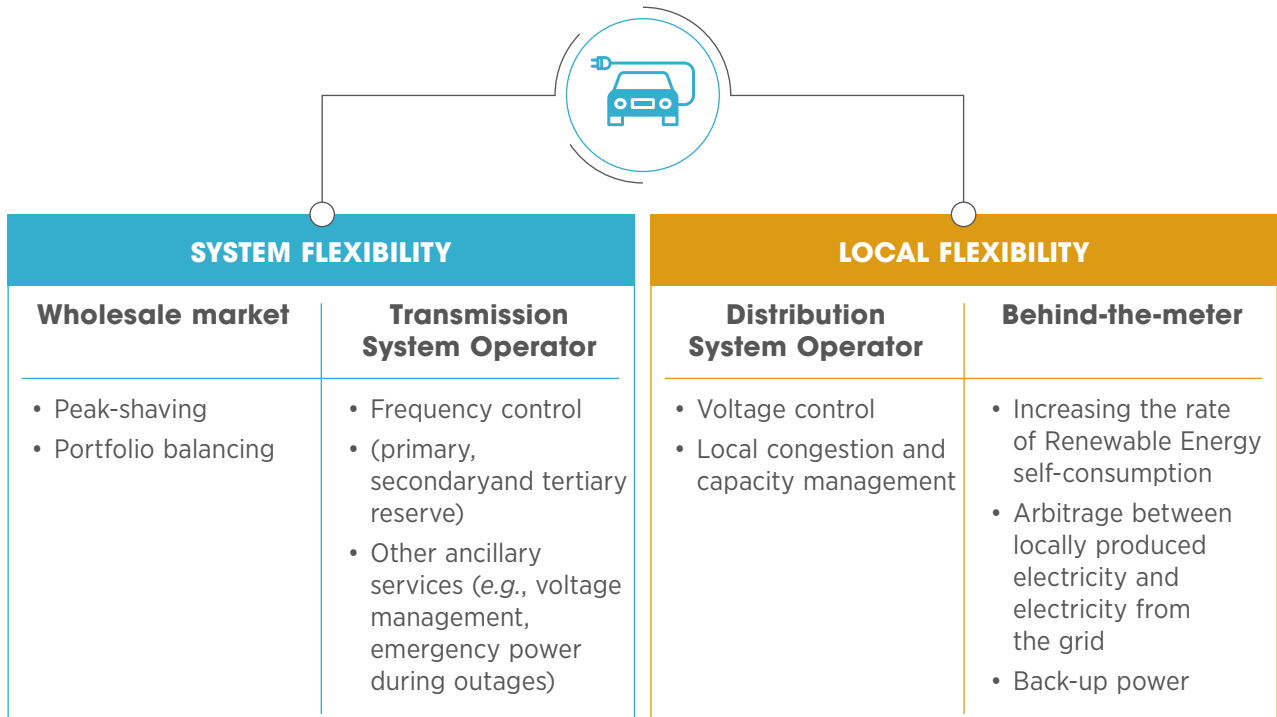 SYSTEM FLEXIBILITY
Wholesale market
• Peak-shaving
• Portfolio balancing
Transmission
System Operator
• Frequency control
• (primary,
secondaryand tertiary
reserve)
• Other ancillary
services (e.g., voltage
management,
emergency power
during outages)
LOCAL FLEXIBILITY
Distribution
System Operator
• Voltage control
• Local congestion and
capacity management
Behind-the-meter
• Increasing the rate
of Renewable Energy
self-consumption
• Arbitrage between
locally produced
electricity and
electricity from
the grid
• Back-up power